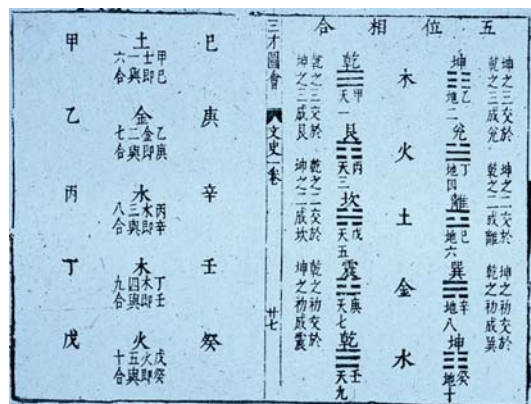 五位相合
坤之三交於 坤之二交於 坤之初交於
乾之三成兌 乾之二成離 乾之初成巽
坤 乙 地二 兌 丁 地四 離 巳 地六 巽 辛 地八 坤 癸 地十
木 火 土 金 水
乾 甲 天一 艮 丙 天三 坎 戊 天五 震 庚 天七 乾 壬 天九
乾之三交於 乾之二交於 乾之初交於
坤之三成艮 坤之二成坎 坤之初成震
三才圖會 文史一卷 廿七
巳 庚 辛 壬 癸
土 甲巳即土一與六合
金 乙庚即金二與七合
水 丙辛即水三與八合
木 丁壬即木四與九合
火 戊癸即火五與十合
甲 乙 丙 丁 戊